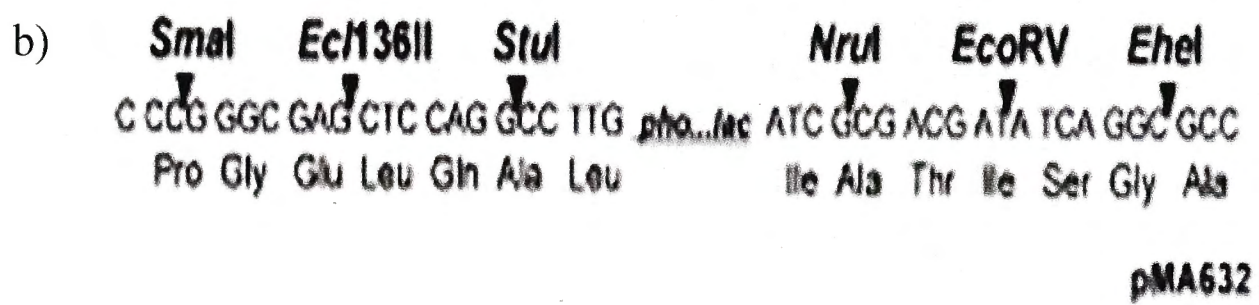 b) SmaI Ecl136II StuI NruI EcoRV EheI
C CCG GGC GAG CTC CAG GCC TTG pho...lac ATC GCG ACG ATA TCA GGC GCC
Pro Gly Glu Leu Gln Ala Leu Ile Ala Thr Ile Ser Gly Ala
pMA632